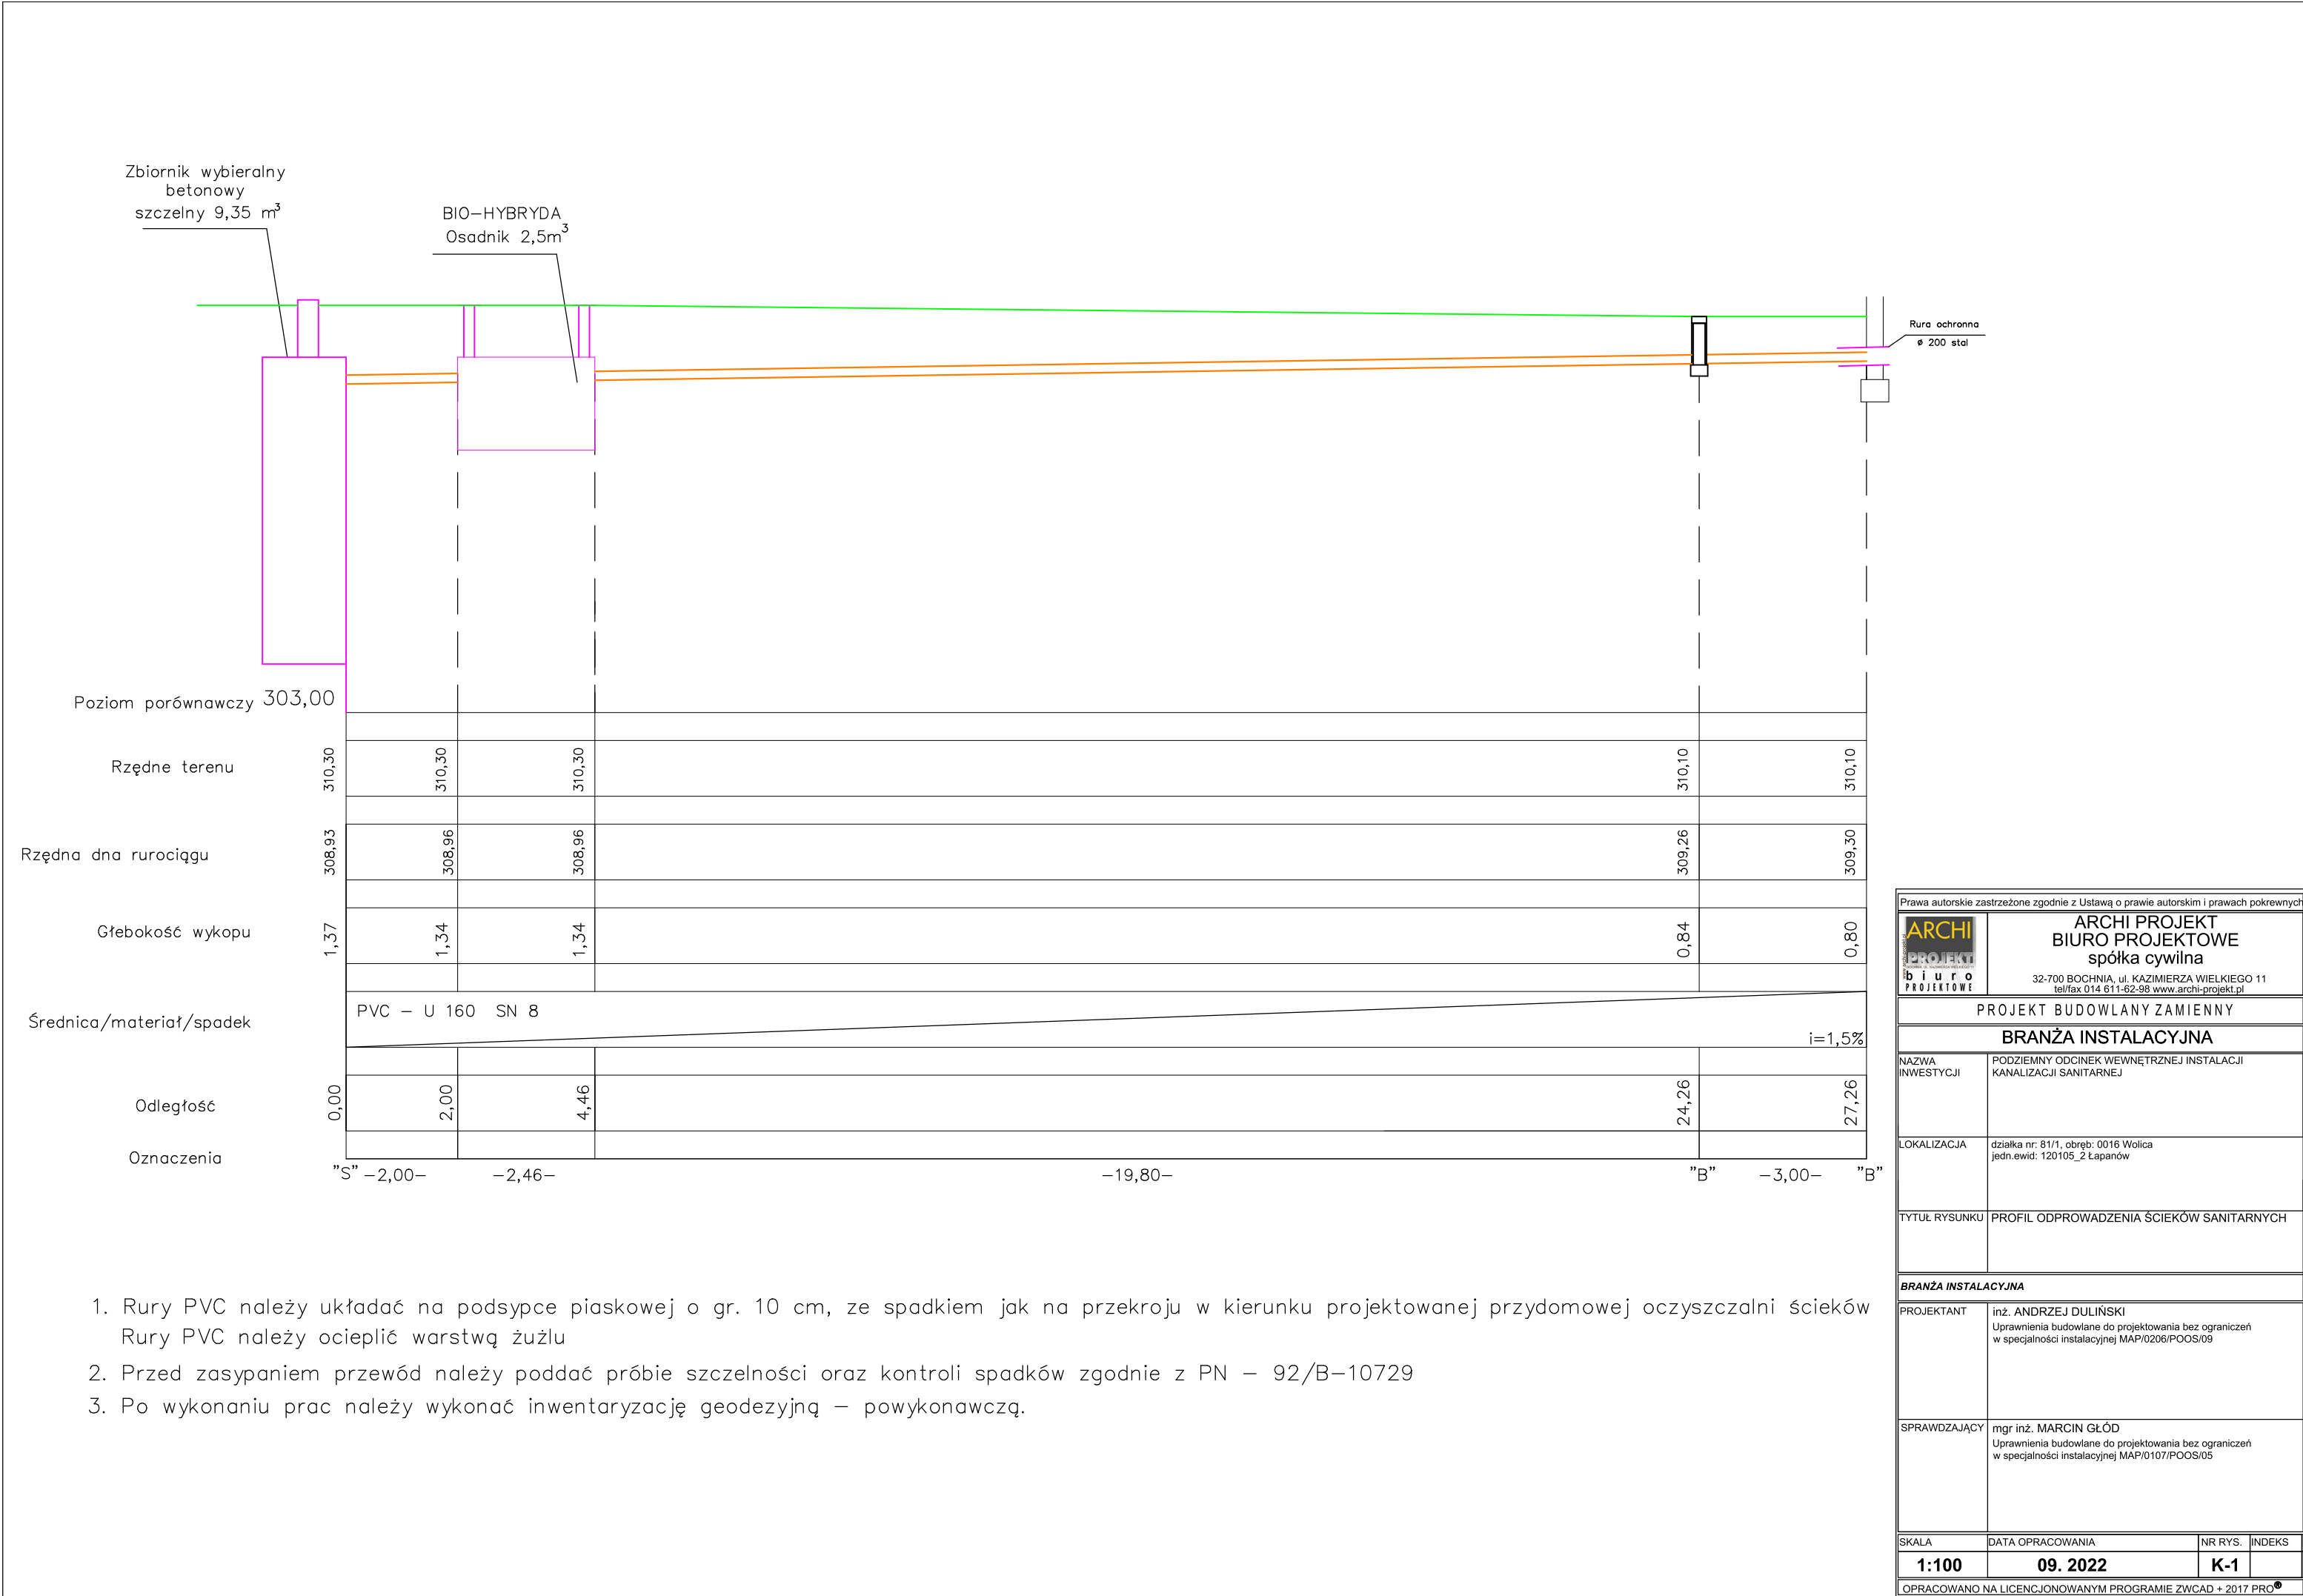 Zbiornik wybieralny
betonowy
szczelny 9,35 m³
BIO-HYBRYDA
Osadnik 2,5m³
Rura ochronna
ø 200 stal
Poziom porównawczy 303,00
Rzędne terenu
310,30
310,30
310,30
310,10
310,10
Rzędna dna rurociągu
308,93
308,96
308,96
309,26
309,30
Głebokość wykopu
1,37
1,34
1,34
0,84
0,80
Średnica/materiał/spadek
PVC - U 160 SN 8
i=1,5%
Odległość
0,00
2,00
4,46
24,26
27,26
Oznaczenia
"S" -2,00- -2,46- -19,80- "B" -3,00- "B"
1. Rury PVC należy układać na podsypce piaskowej o gr. 10 cm, ze spadkiem jak na przekroju w kierunku projektowanej przydomowej oczyszczalni ścieków
Rury PVC należy ocieplić warstwą żużlu
2. Przed zasypaniem przewód należy poddać próbie szczelności oraz kontroli spadków zgodnie z PN - 92/B-10729
3. Po wykonaniu prac należy wykonać inwentaryzację geodezyjną - powykonawczą.
Prawa autorskie zastrzeżone zgodnie z Ustawą o prawie autorskim i prawach pokrewnych
ARCHI
PROJEKT
biuro
PROJEKTOWE
ARCHI PROJEKT
BIURO PROJEKTOWE
spółka cywilna
32-700 BOCHNIA, ul. KAZIMIERZA WIELKIEGO 11
tel/fax 014 611-62-98 www.archi-projekt.pl
PROJEKT BUDOWLANY ZAMIENNY
BRANŻA INSTALACYJNA
NAZWA
INWESTYCJI
PODZIEMNY ODCINEK WEWNĘTRZNEJ INSTALACJI
KANALIZACJI SANITARNEJ
LOKALIZACJA
działka nr: 81/1, obręb: 0016 Wolica
jedn.ewid: 120105_2 Łapanów
TYTUŁ RYSUNKU
PROFIL ODPROWADZENIA ŚCIEKÓW SANITARNYCH
BRANŻA INSTALACYJNA
PROJEKTANT
inż. ANDRZEJ DULIŃSKI
Uprawnienia budowlane do projektowania bez ograniczeń
w specjalności instalacyjnej MAP/0206/POOS/09
SPRAWDZAJĄCY
mgr inż. MARCIN GŁÓD
Uprawnienia budowlane do projektowania bez ograniczeń
w specjalności instalacyjnej MAP/0107/POOS/05
SKALA
DATA OPRACOWANIA
NR RYS.
INDEKS
1:100
09. 2022
K-1
OPRACOWANO NA LICENCJONOWANYM PROGRAMIE ZWCAD + 2017 PRO®